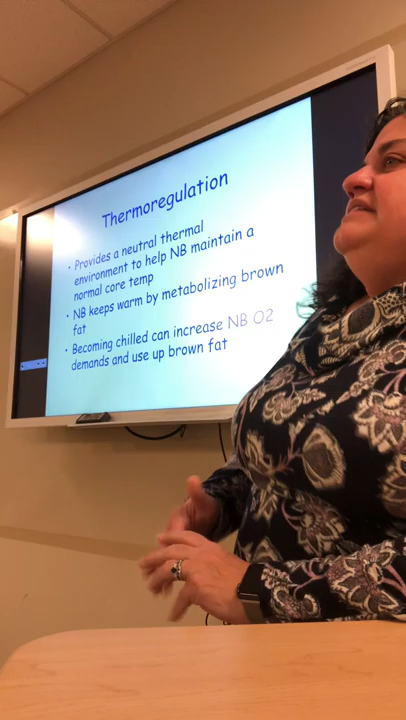 Thermoregulation
• Provides a neutral thermal
environment to help NB maintain a
normal core temp
• NB keeps warm by metabolizing brown
fat
• Becoming chilled can increase NB O2
demands and use up brown fat